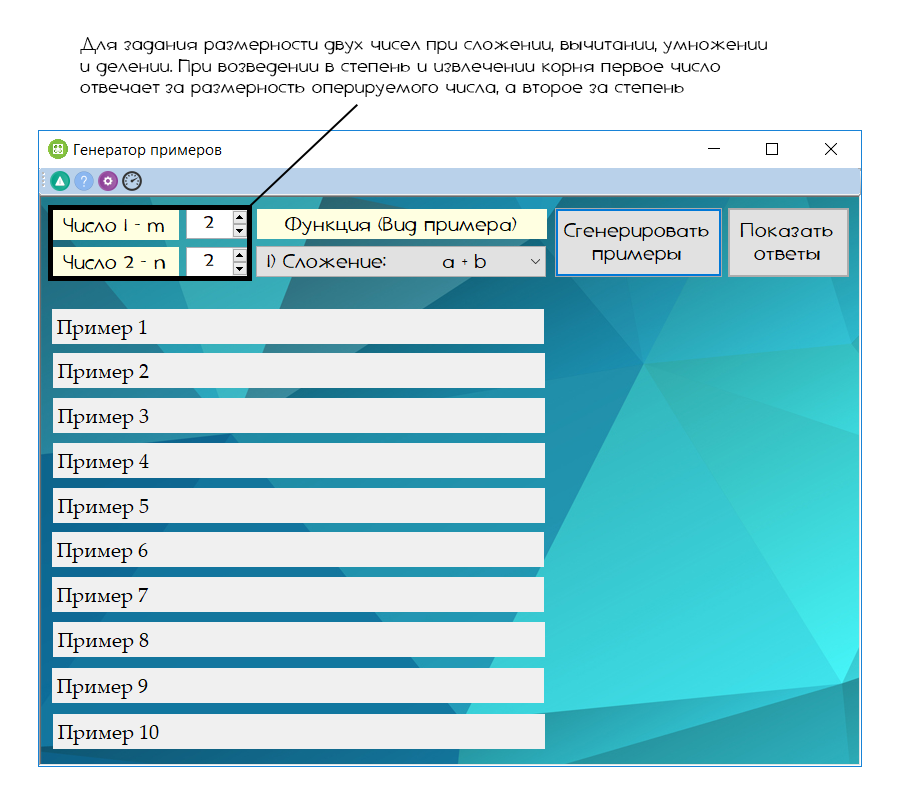 Для задания размерности двух чисел при сложении, вычитании, умножении
и делении. При возведении в степень и извлечении корня первое число
отвечает за размерность оперируемого числа, а второе за степень
Генератор примеров
?
Число 1 - m 2 Функция (Вид примера) Сгенерировать примеры Показать ответы
Число 2 - n 2 1) Сложение: a + b
Пример 1
Пример 2
Пример 3
Пример 4
Пример 5
Пример 6
Пример 7
Пример 8
Пример 9
Пример 10